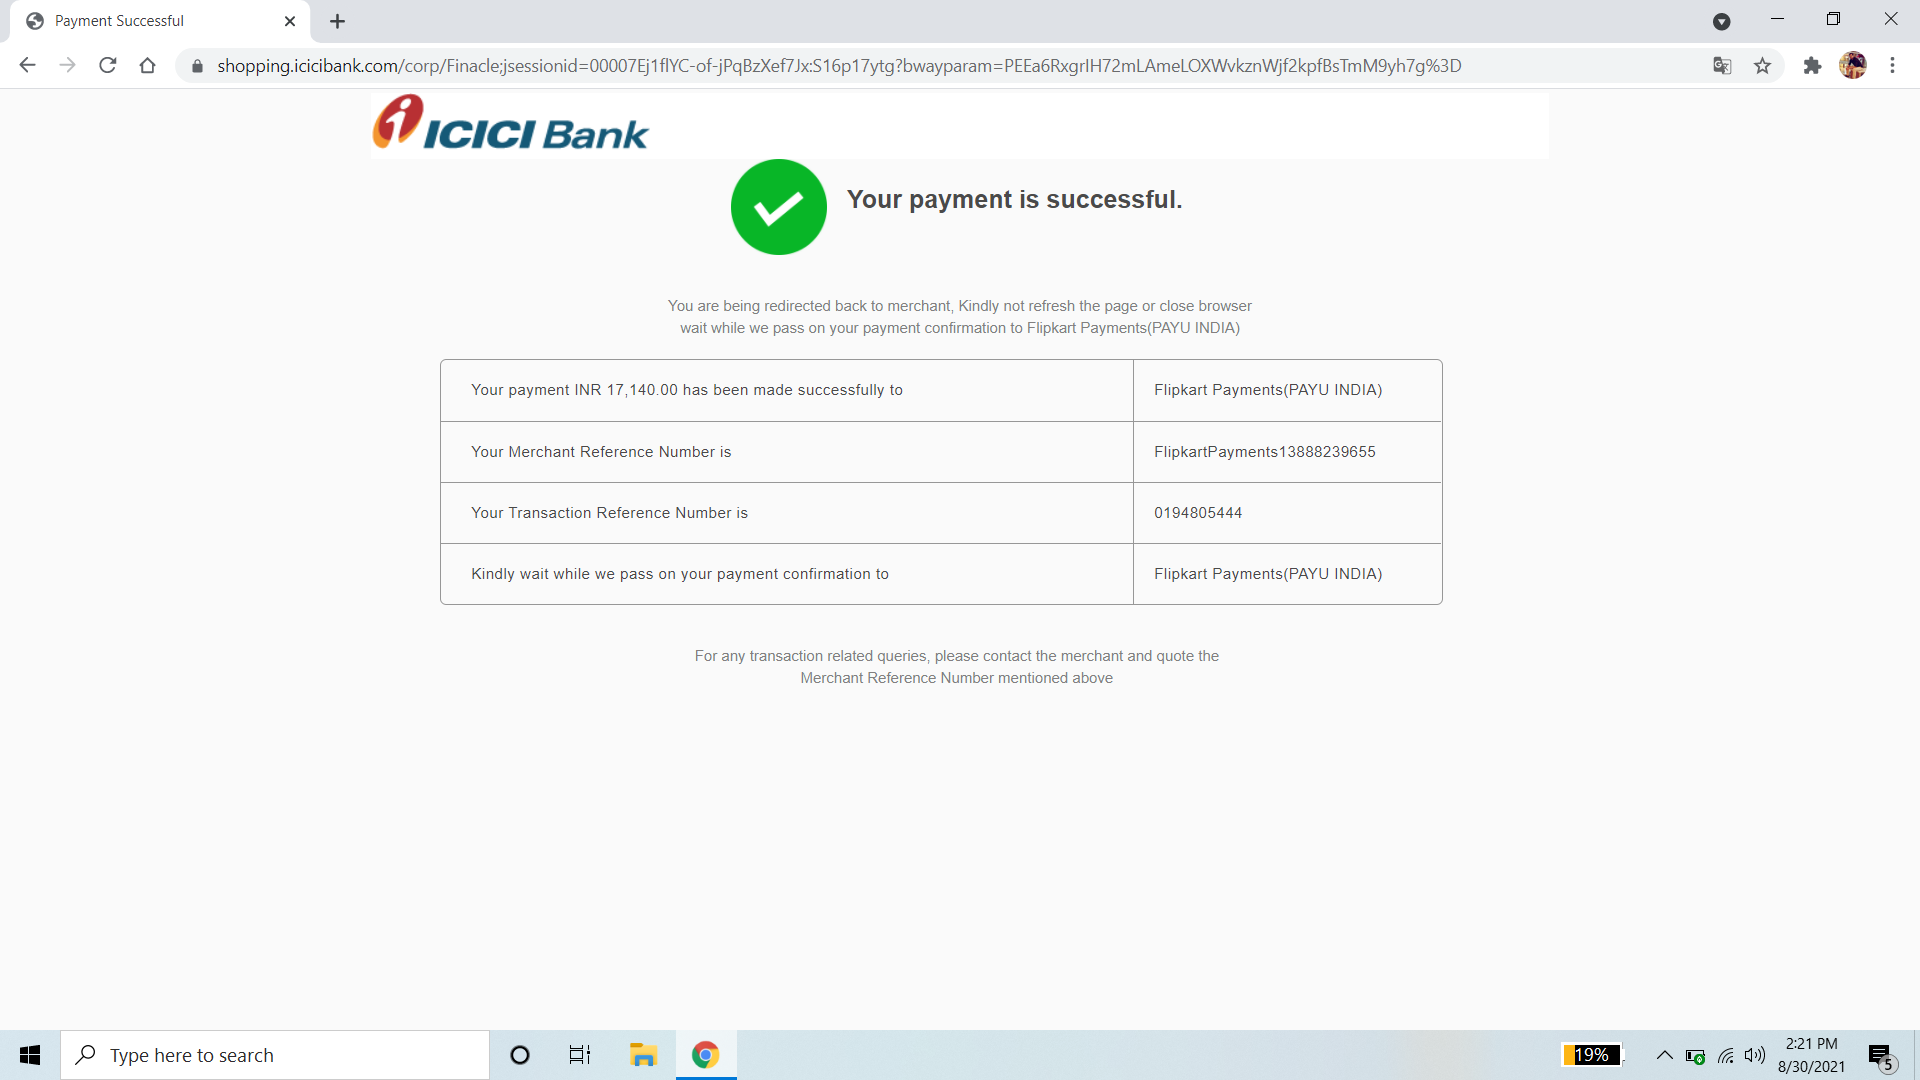 Payment Successful
shopping.icicibank.com/corp/Finacle;jsessionid=00007Ej1flYC-of-jPqBzXef7Jx:S16p17ytg?bwayparam=PEEa6RxgrIH72mLAmeLOXWvkznWjf2kpfBsTmM9yh7g%3D
ICICI Bank
Your payment is successful.
You are being redirected back to merchant, Kindly not refresh the page or close browser
wait while we pass on your payment confirmation to Flipkart Payments(PAYU INDIA)
Your payment INR 17,140.00 has been made successfully to Flipkart Payments(PAYU INDIA)
Your Merchant Reference Number is FlipkartPayments13888239655
Your Transaction Reference Number is 0194805444
Kindly wait while we pass on your payment confirmation to Flipkart Payments(PAYU INDIA)
For any transaction related queries, please contact the merchant and quote the
Merchant Reference Number mentioned above
Type here to search
19%
2:21 PM
8/30/2021
5